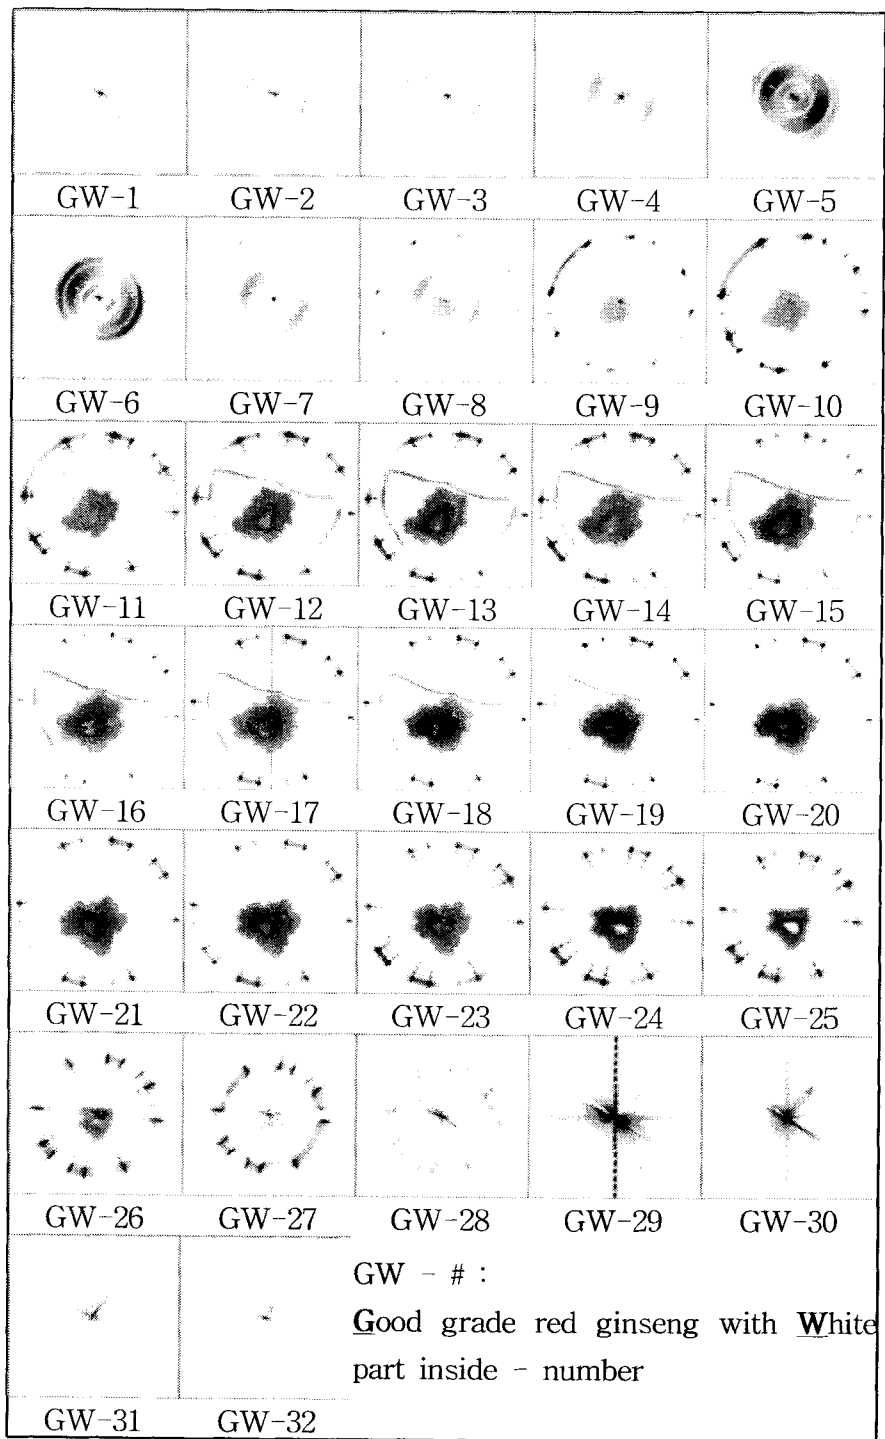 GW-1 GW-2 GW-3 GW-4 GW-5
GW-6 GW-7 GW-8 GW-9 GW-10
GW-11 GW-12 GW-13 GW-14 GW-15
GW-16 GW-17 GW-18 GW-19 GW-20
GW-21 GW-22 GW-23 GW-24 GW-25
GW-26 GW-27 GW-28 GW-29 GW-30
GW - # :
Good grade red ginseng with White
part inside - number
GW-31 GW-32